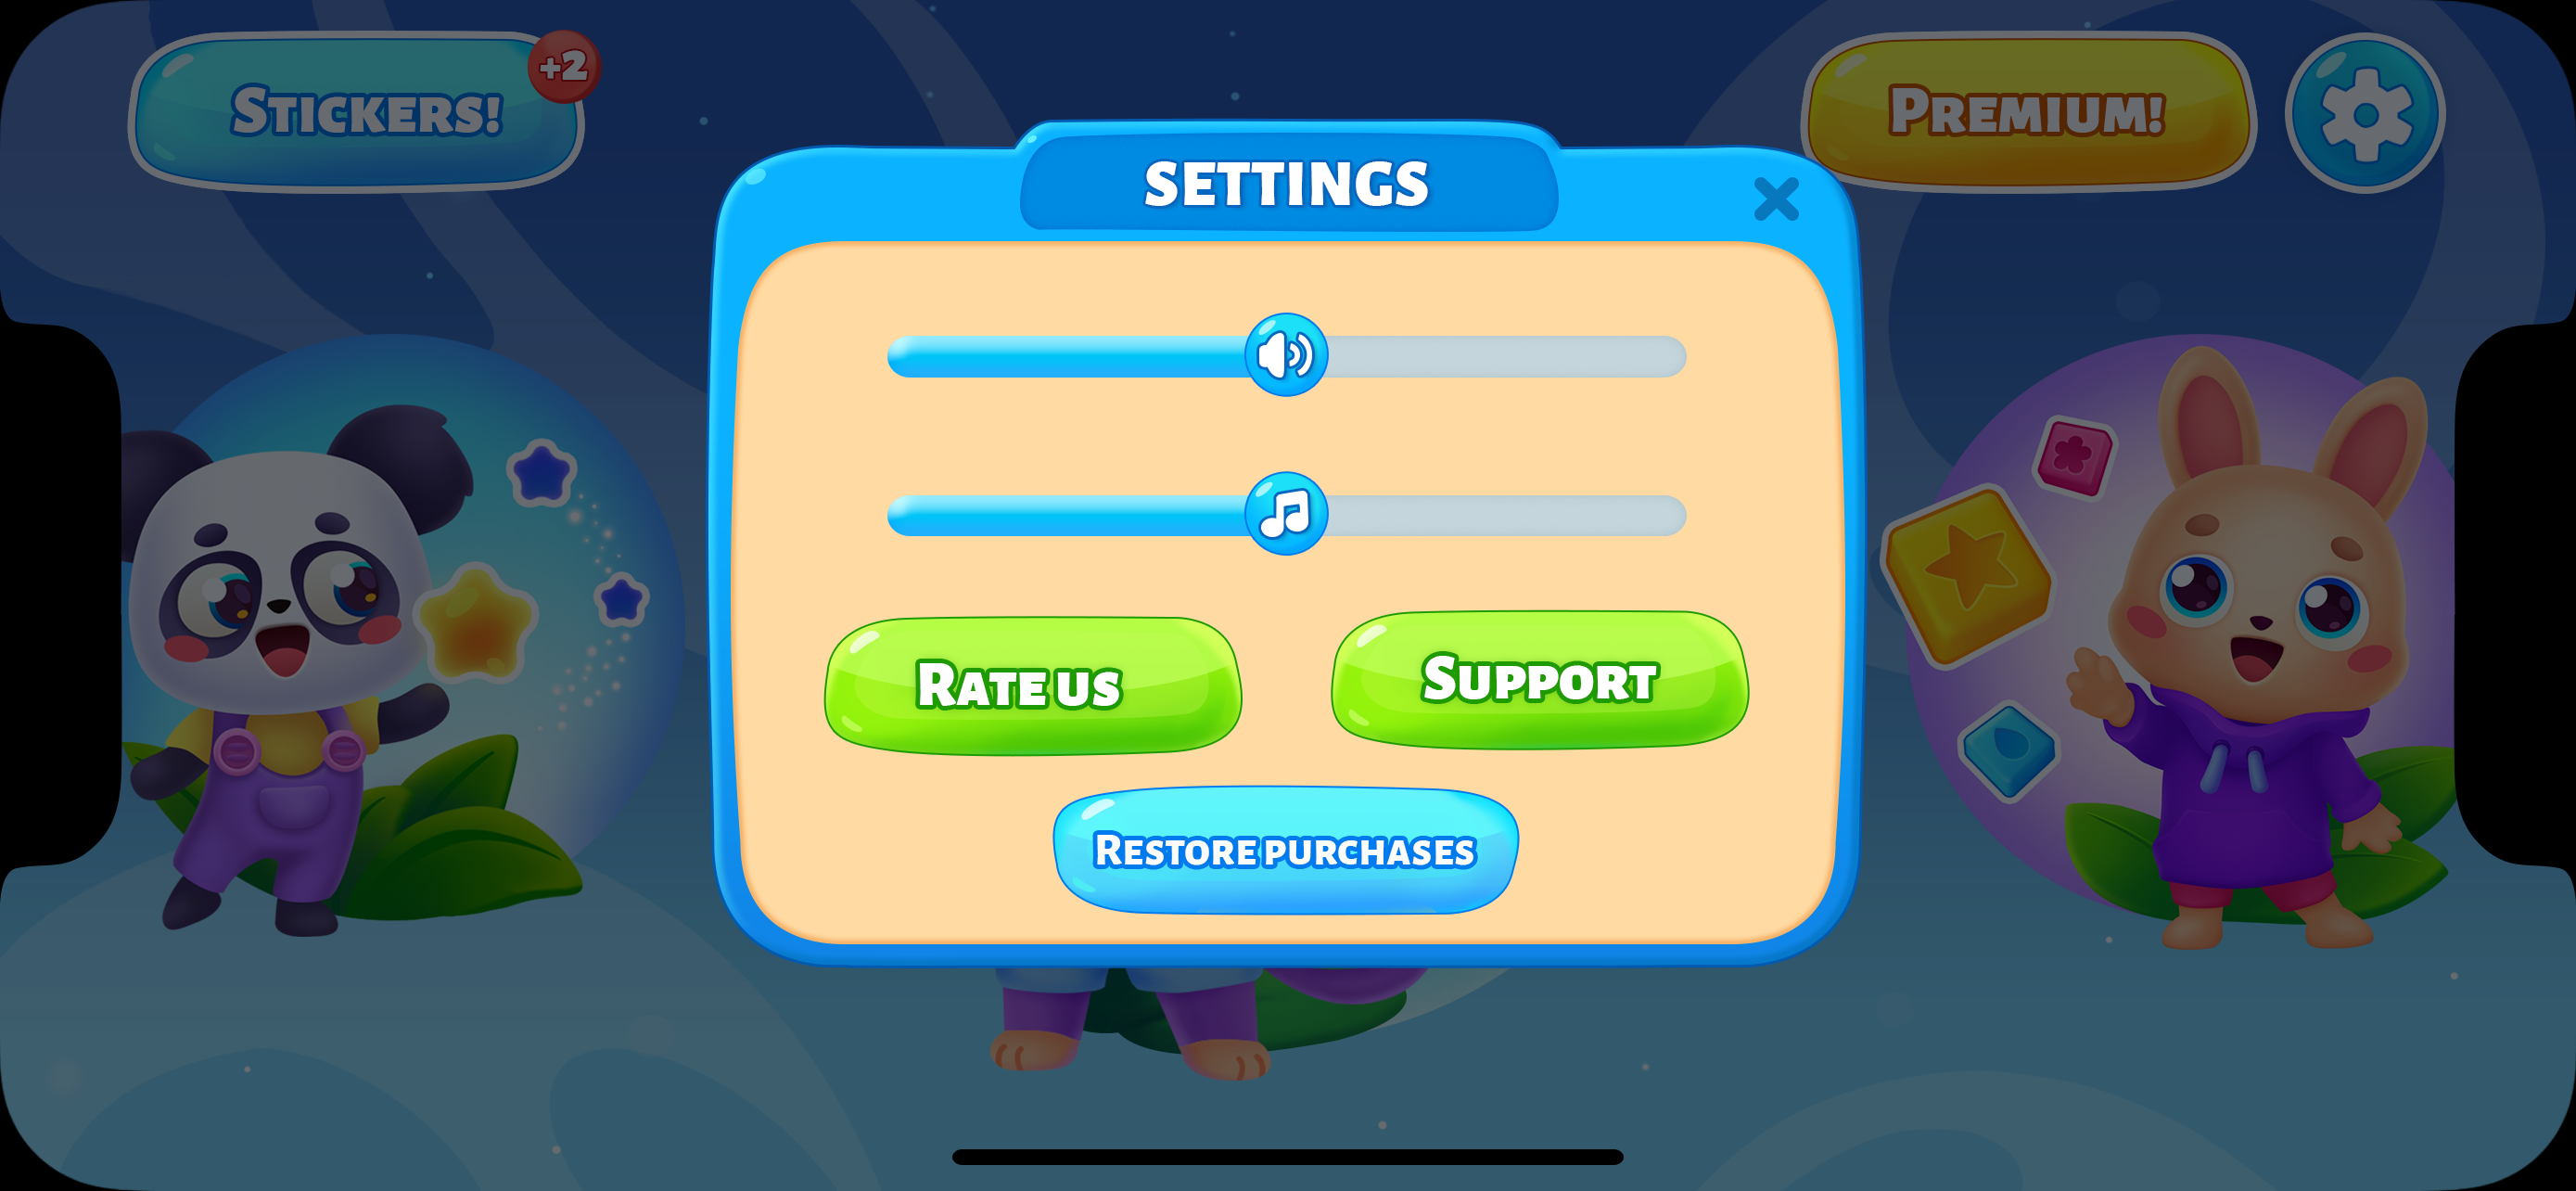 STICKERS!
+2
PREMIUM!
SETTINGS
RATE US
SUPPORT
RESTORE PURCHASES